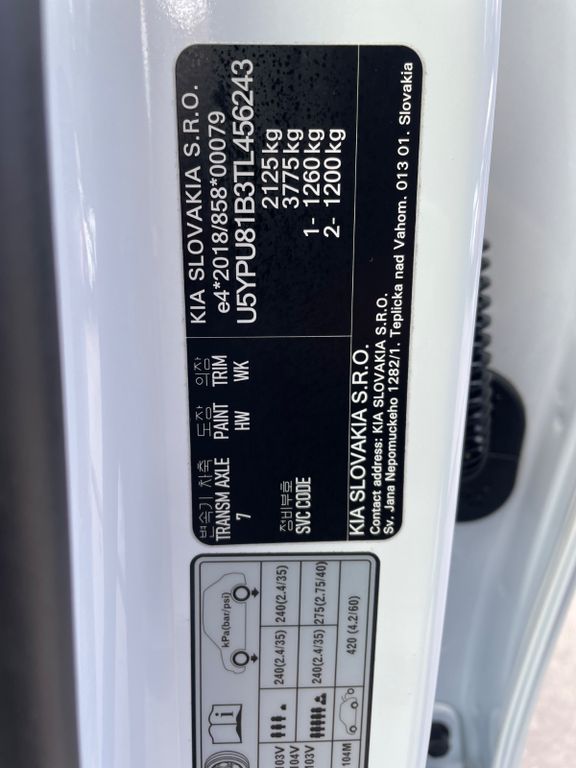 변속기 차축 도장 의장 KIA SLOVAKIA S.R.O.
TRANSM AXLE PAINT TRIM e4*2018/858*00079
7 HW WK U5YPU81B3TL456243
2125kg
3775kg
정비부호 1- 1260kg
SVC CODE 2- 1200kg
KIA SLOVAKIA S.R.O.
Contact address: KIA SLOVAKIA S.R.O.
Sv. Jana Nepomuckeho 1282/1. Teplicka nad Vahom. 013 01. Slovakia
kPa(bar/psi)
103V 240(2.4/35) 240(2.4/35)
104V
103V 240(2.4/35) 275(2.75/40)
104M 420 (4.2/60)